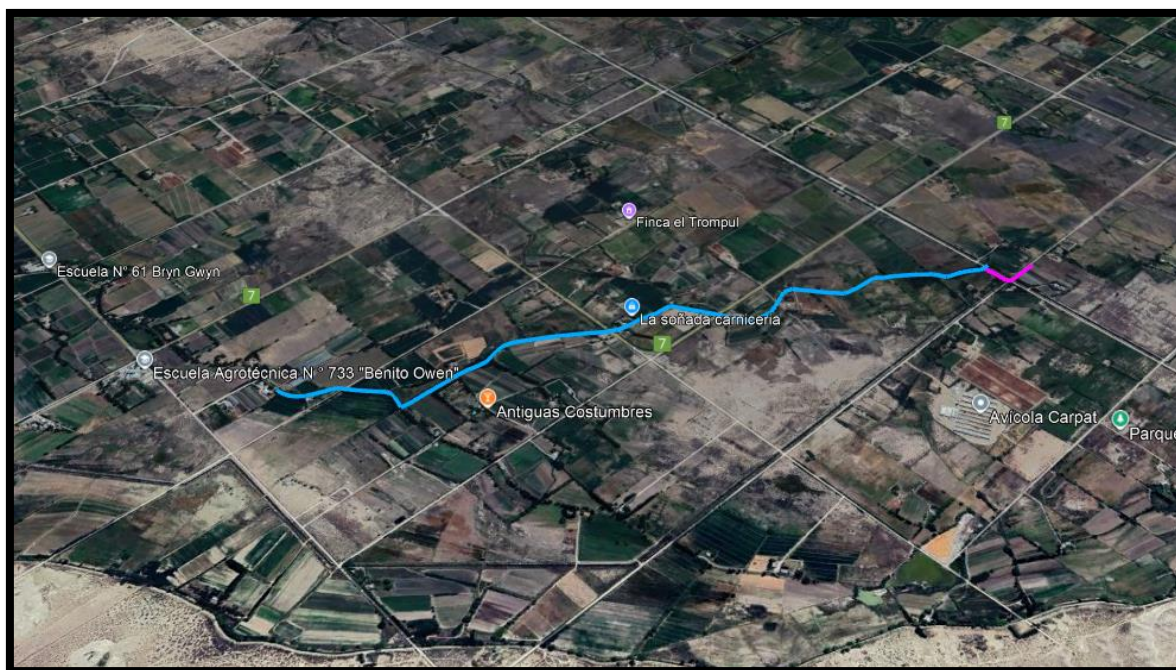 7
Finca el Trompul
Escuela N° 61 Bryn Gwyn
7
La soñada carnicería
7
Escuela Agrotécnica N ° 733 "Benito Owen"
Antiguas Costumbres
Avícola Carpat
Parque